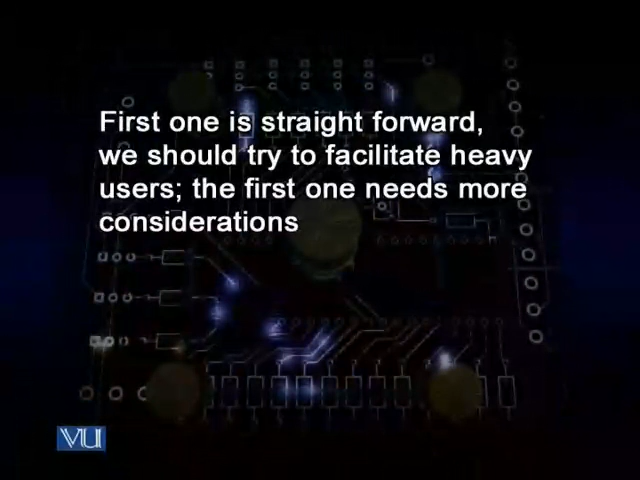 First one is straight forward,
we should try to facilitate heavy
users; the first one needs more
considerations
VU